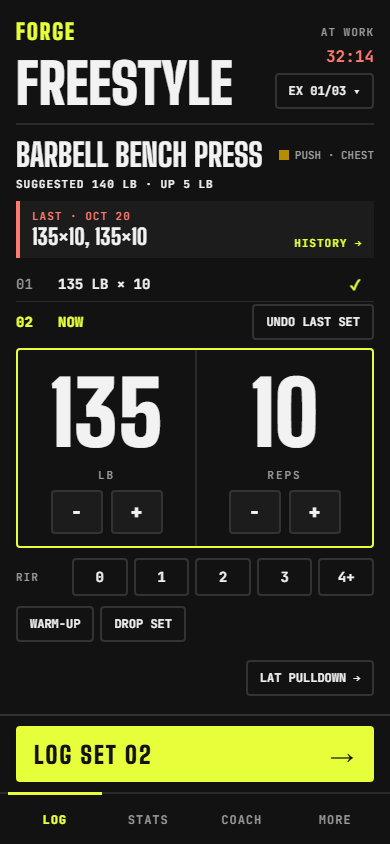 FORGE
AT WORK
FREESTYLE
32:14
EX 01/03 ▾
BARBELL BENCH PRESS
PUSH · CHEST
SUGGESTED 140 LB · UP 5 LB
LAST · OCT 20
135×10, 135×10
HISTORY →
01 135 LB × 10 ✓
02 NOW
UNDO LAST SET
135 10
LB REPS
- + - +
RIR 0 1 2 3 4+
WARM-UP DROP SET
LAT PULLDOWN →
LOG SET 02 →
LOG STATS COACH MORE